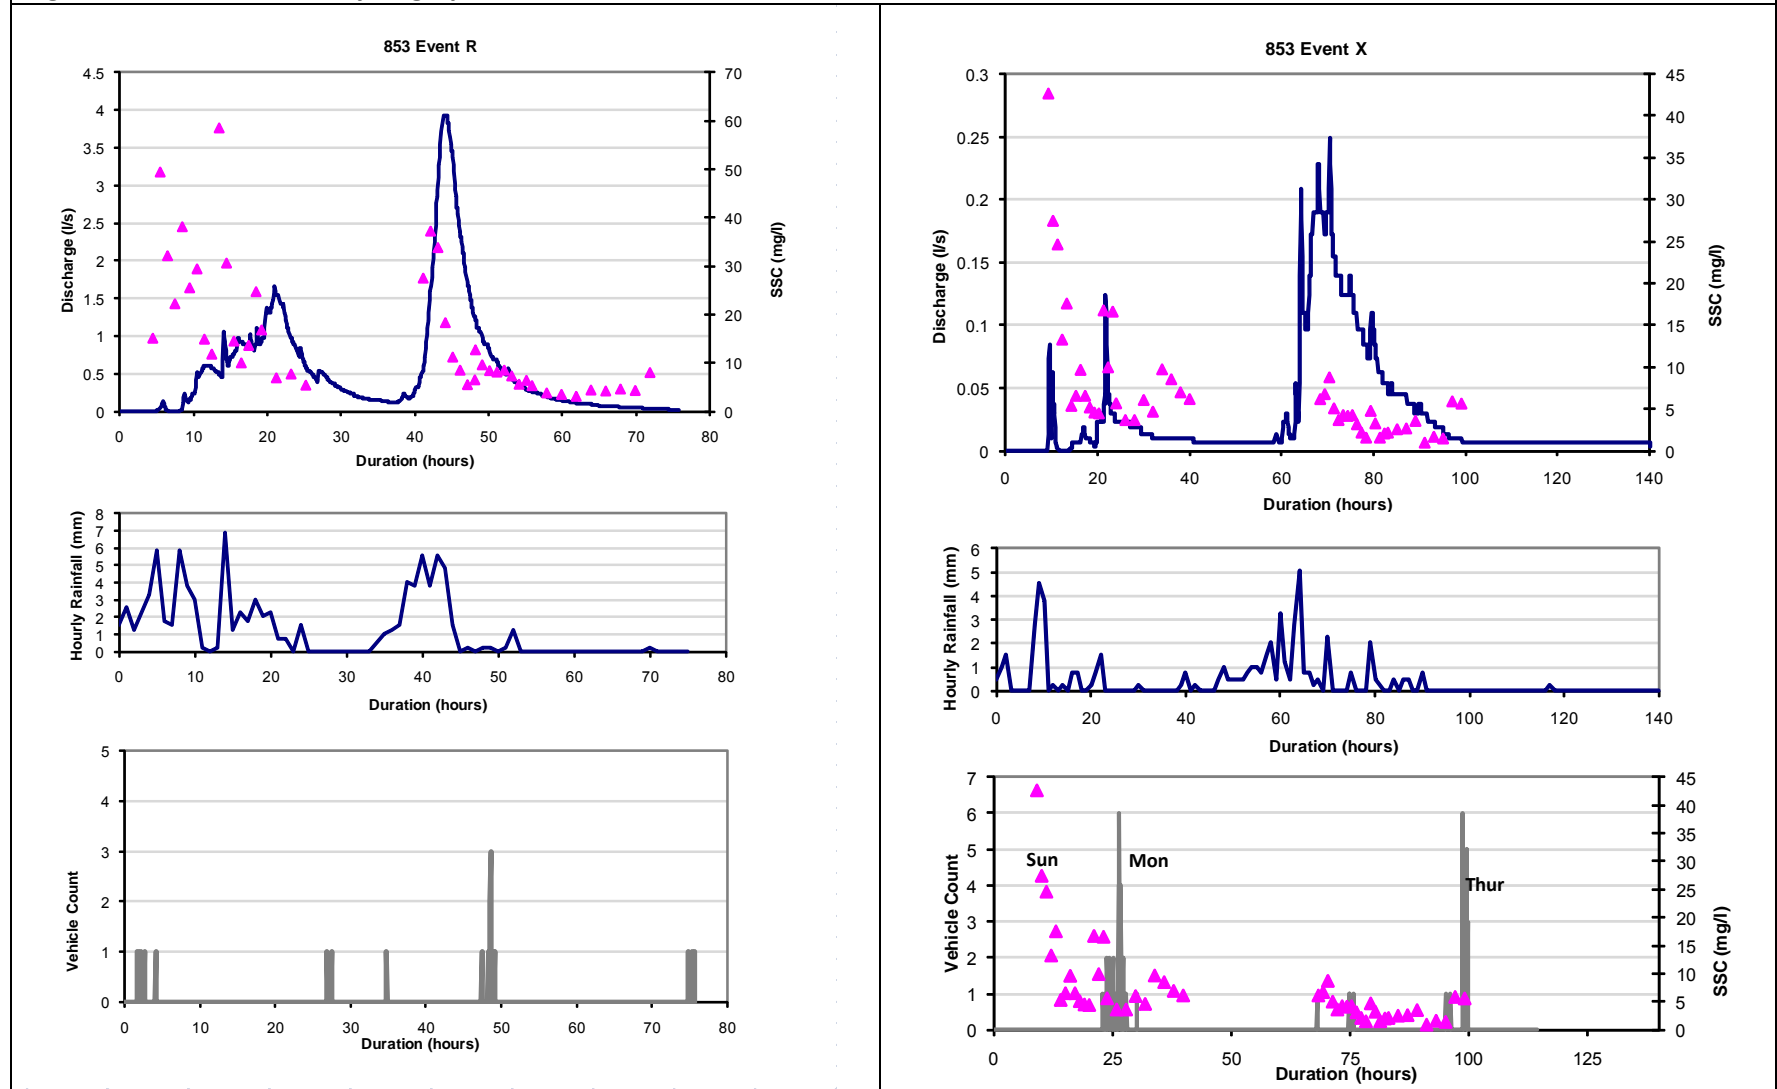 853 Event R
4.5
4
3.5
3
2.5
2
1.5
1
0.5
0
Discharge (l/s)
70
60
50
40
30
20
10
0
SSC (mg/l)
0 10 20 30 40 50 60 70 80
Duration (hours)
8
7
6
5
4
3
2
1
0
Hourly Rainfall (mm)
0 10 20 30 40 50 60 70 80
Duration (hours)
5
4
3
2
1
0
Vehicle Count
0 10 20 30 40 50 60 70 80
Duration (hours)
853 Event X
0.3
0.25
0.2
0.15
0.1
0.05
0
Discharge (l/s)
45
40
35
30
25
20
15
10
5
0
SSC (mg/l)
0 20 40 60 80 100 120 140
Duration (hours)
6
5
4
3
2
1
0
Hourly Rainfall (mm)
0 20 40 60 80 100 120 140
Duration (hours)
7
6
5
4
3
2
1
0
Vehicle Count
Sun
Mon
Thur
45
40
35
30
25
20
15
10
5
0
SSC (mg/l)
0 25 50 75 100 125
Duration (hours)